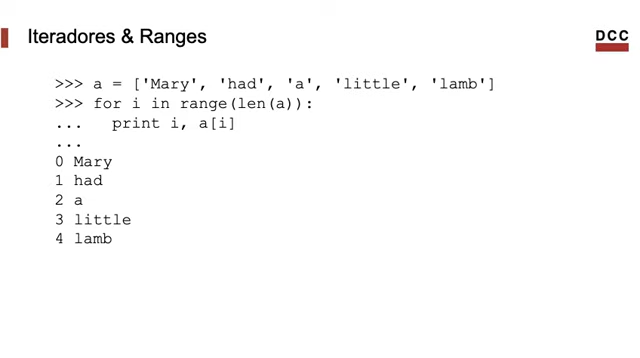 Iteradores & Ranges
DCC
>>> a = ['Mary', 'had', 'a', 'little', 'lamb']
>>> for i in range(len(a)):
...   print i, a[i]
...
0 Mary
1 had
2 a
3 little
4 lamb